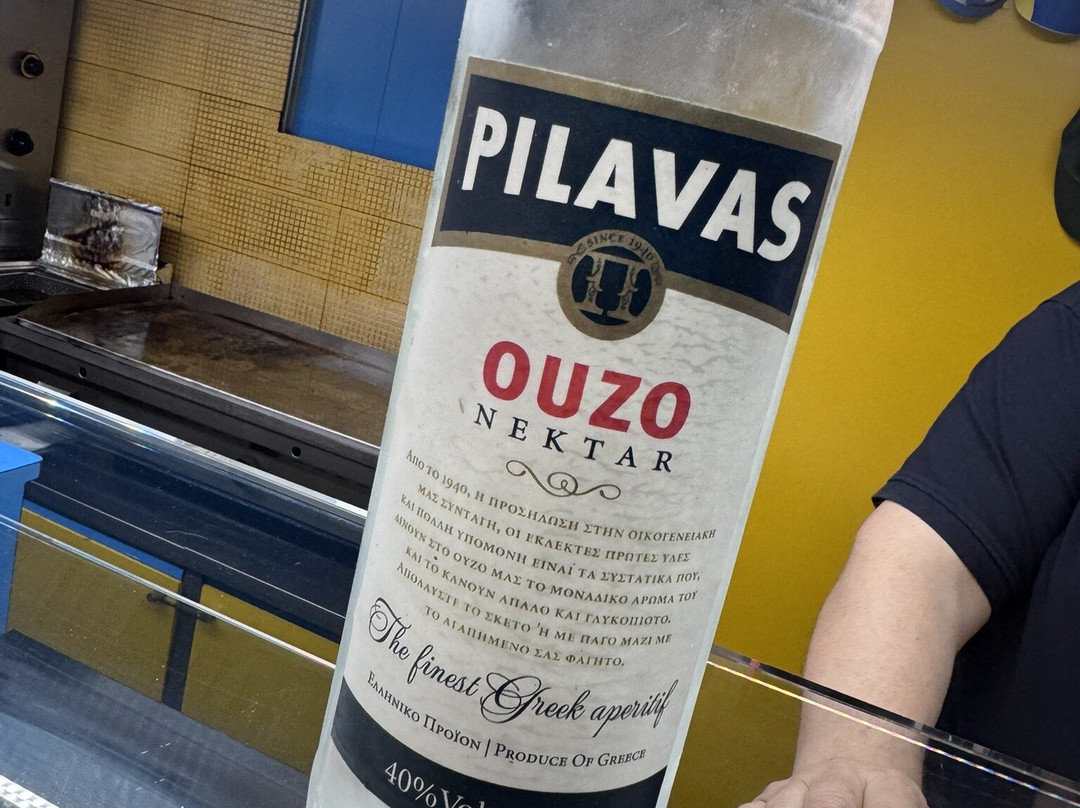 PILAVAS
SINCE 1940
OUZO
NEKTAR
ΑΠΟ ΤΟ 1940, Η ΠΡΟΣΗΛΩΣΗ ΣΤΗΝ ΟΙΚΟΓΕΝΕΙΑΚΗ
ΜΑΣ ΣΥΝΤΑΓΗ, ΟΙ ΕΚΛΕΚΤΕΣ ΠΡΩΤΕΣ ΥΛΕΣ
ΚΑΙ ΠΟΛΛΗ ΥΠΟΜΟΝΗ ΕΙΝΑΙ ΤΑ ΣΥΣΤΑΤΙΚΑ ΠΟΥ,
ΔΙΝΟΥΝ ΣΤΟ ΟΥΖΟ ΜΑΣ ΤΟ ΜΟΝΑΔΙΚΟ ΑΡΩΜΑ ΤΟΥ
ΚΑΙ ΤΟ ΚΑΝΟΥΝ ΑΠΑΛΟ ΚΑΙ ΓΛΥΚΟΠΙΟΤΟ.
ΑΠΟΛΑΥΣΤΕ ΤΟ ΣΚΕΤΟ Ή ΜΕ ΠΑΓΟ ΜΑΖΙ ΜΕ
ΤΟ ΑΓΑΠΗΜΕΝΟ ΣΑΣ ΦΑΓΗΤΟ.
The finest Greek aperitif
ΕΛΛΗΝΙΚΟ ΠΡΟΪΟΝ | PRODUCE OF GREECE
40% Vol